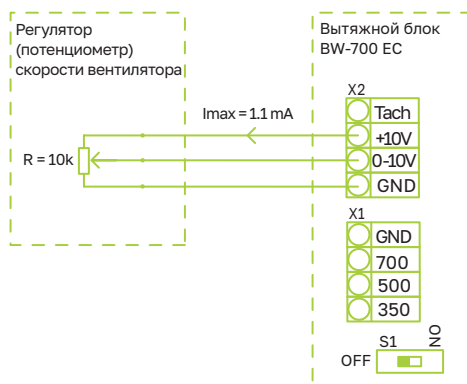 Регулятор
(потенциометр)
скорости вентилятора
R = 10k
Imax = 1.1 mA
Вытяжной блок
BW-700 EC
X2
Tach
+10V
0-10V
GND
X1
GND
700
500
350
S1
OFF
ON